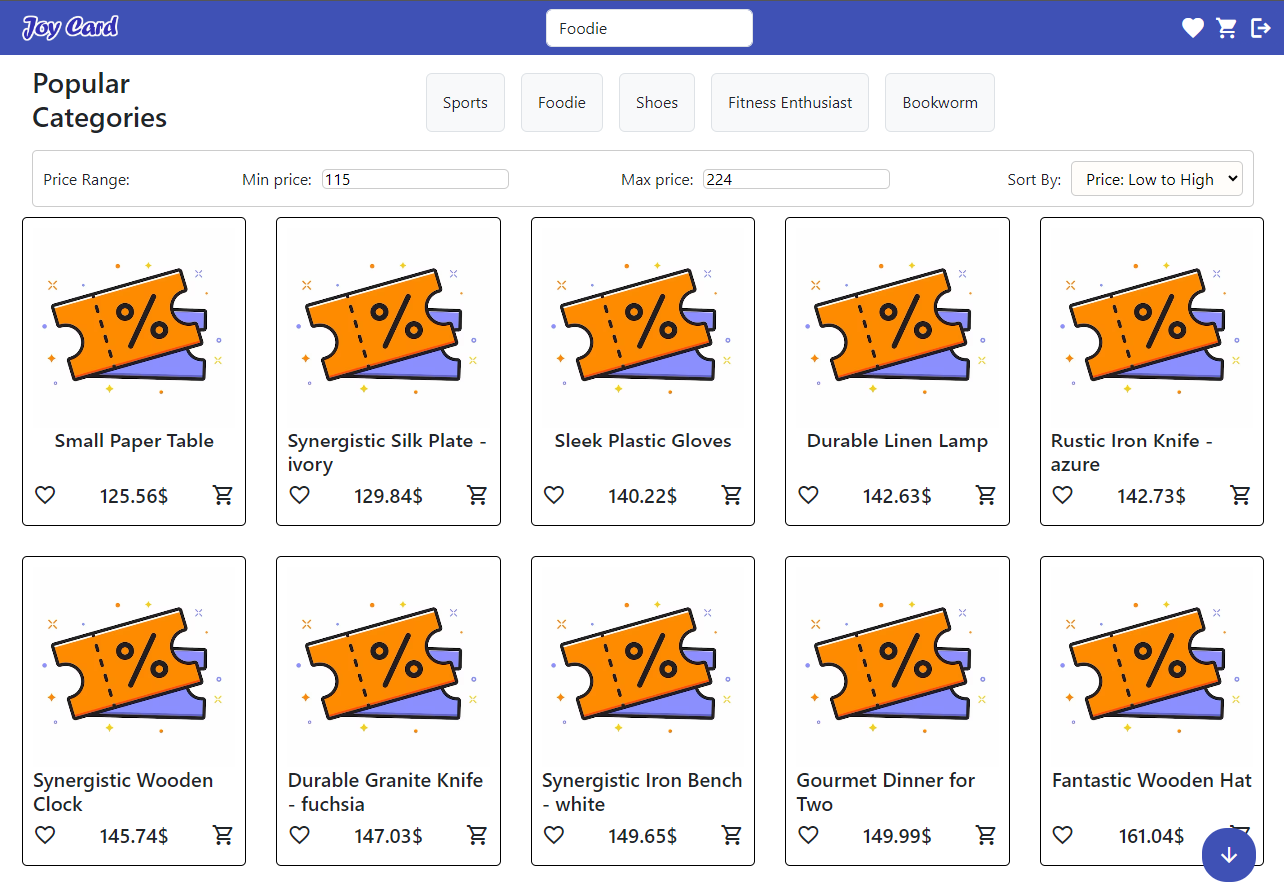 Joy Card
Foodie
Popular
Categories
Sports
Foodie
Shoes
Fitness Enthusiast
Bookworm
Price Range:
Min price:
115
Max price:
224
Sort By:
Price: Low to High
%
%
%
%
%
Small Paper Table
125.56$
Synergistic Silk Plate -
ivory
129.84$
Sleek Plastic Gloves
140.22$
Durable Linen Lamp
142.63$
Rustic Iron Knife -
azure
142.73$
%
%
%
%
%
Synergistic Wooden
Clock
145.74$
Durable Granite Knife
- fuchsia
147.03$
Synergistic Iron Bench
- white
149.65$
Gourmet Dinner for
Two
149.99$
Fantastic Wooden Hat
161.04$